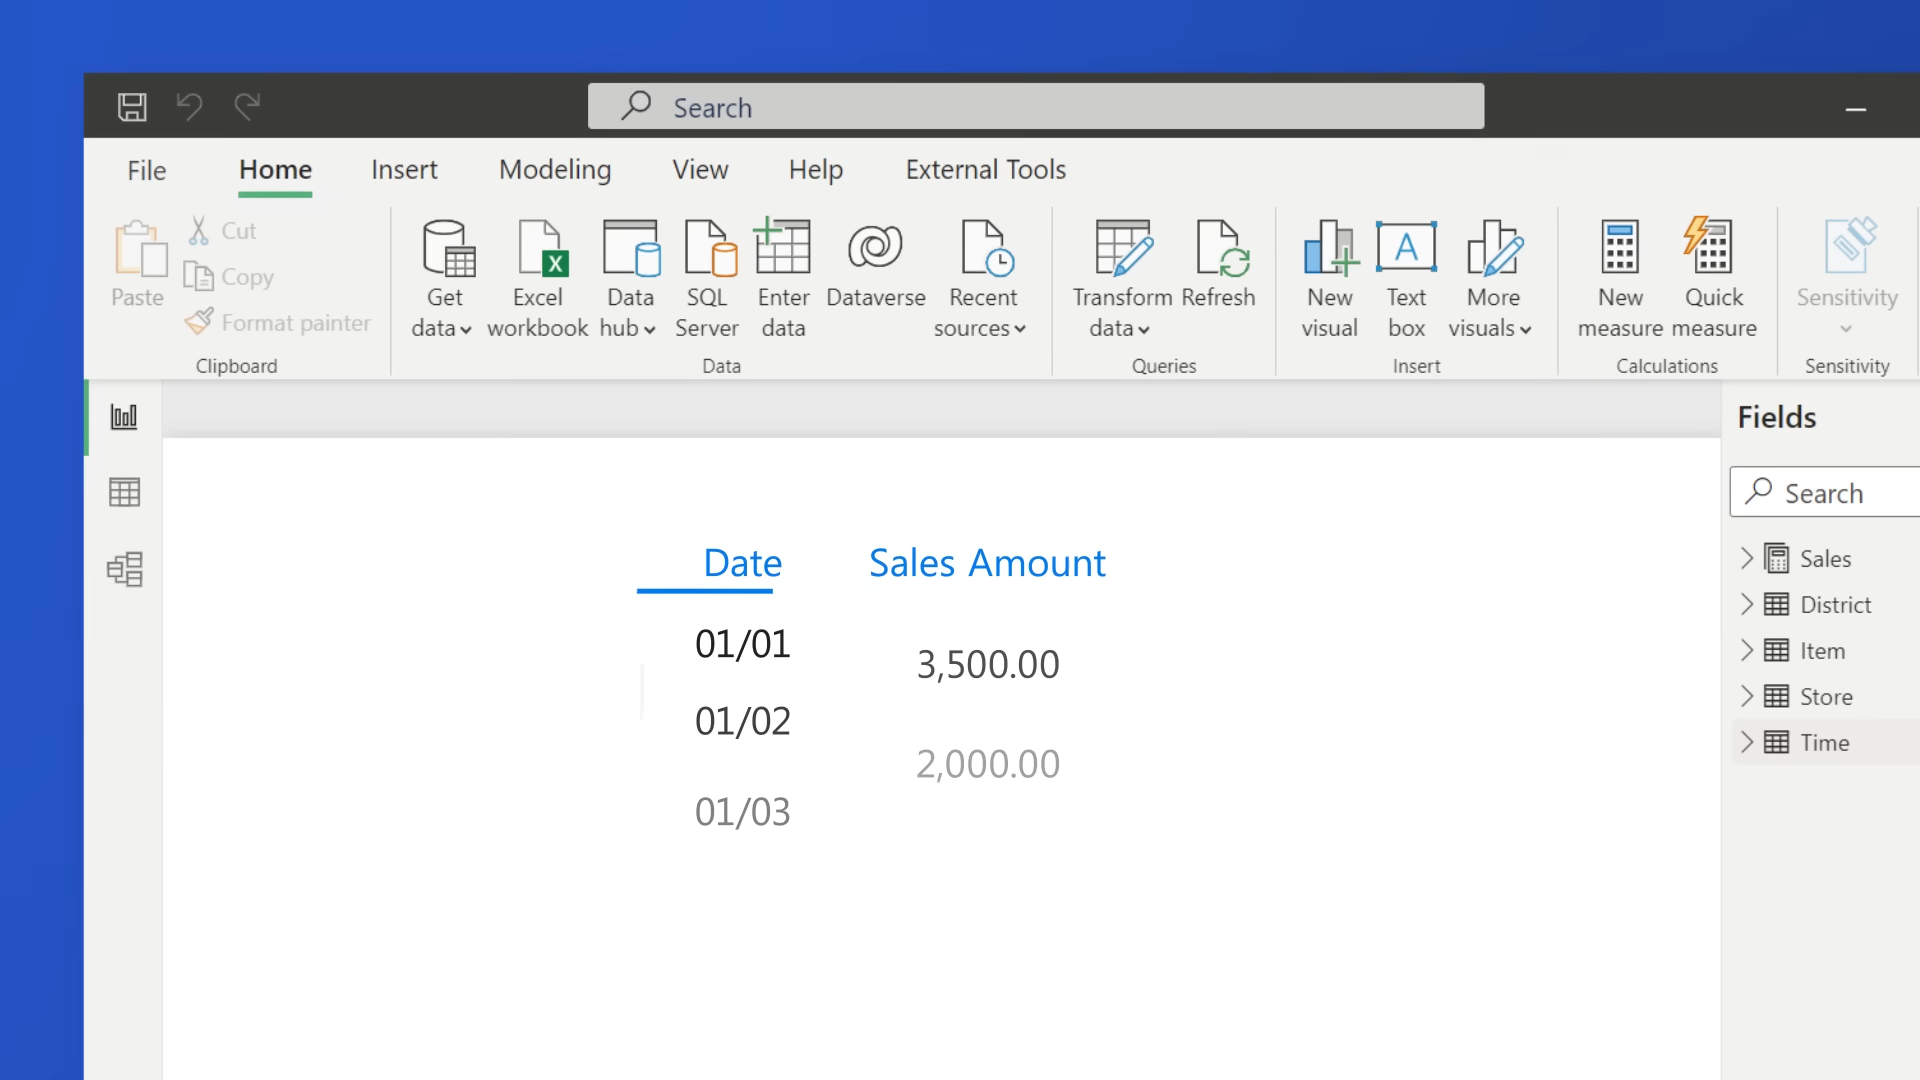 Search
File Home Insert Modeling View Help External Tools
Paste
Cut
Copy
Format painter
Clipboard
Get data
Excel workbook
Data hub
SQL Server
Enter data
Dataverse
Recent sources
Data
Transform data
Refresh
Queries
New visual
Text box
More visuals
Insert
New measure
Quick measure
Calculations
Sensitivity
Sensitivity
Fields
Search
Sales
District
Item
Store
Time
Date Sales Amount
01/01 3,500.00
01/02 2,000.00
01/03